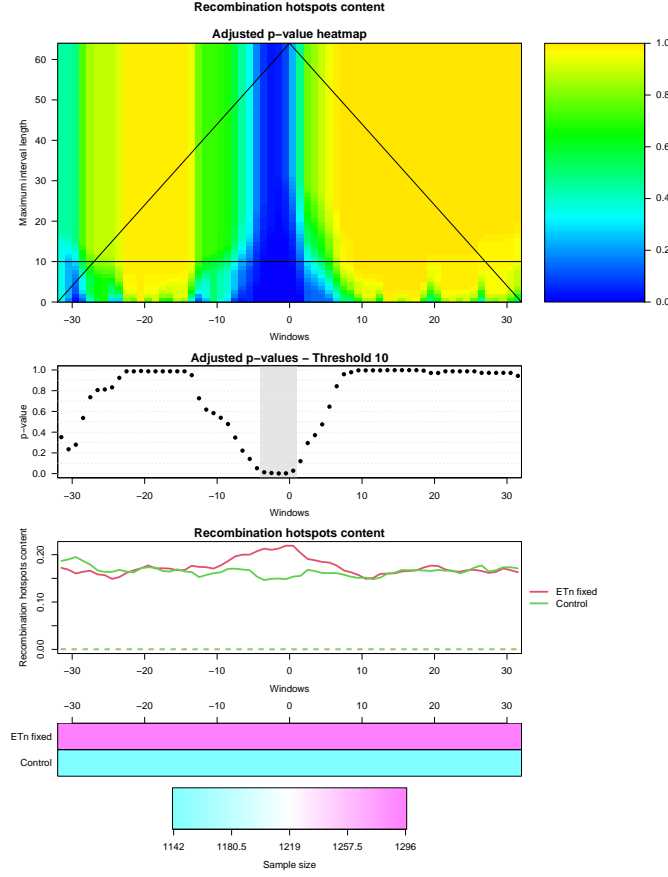 Recombination hotspots content
Adjusted p−value heatmap
Maximum interval length
60
50
40
30
20
10
0
−30 −20 −10 0 10 20 30
Windows
1.0
0.8
0.6
0.4
0.2
0.0
Adjusted p−values − Threshold 10
p−value
1.0
0.8
0.6
0.4
0.2
0.0
−30 −20 −10 0 10 20 30
Windows
Recombination hotspots content
Recombination hotspots content
0.20
0.10
0.00
−30 −20 −10 0 10 20 30
Windows
ETn fixed
Control
−30 −20 −10 0 10 20 30
ETn fixed
Control
1142 1180.5 1219 1257.5 1296
Sample size